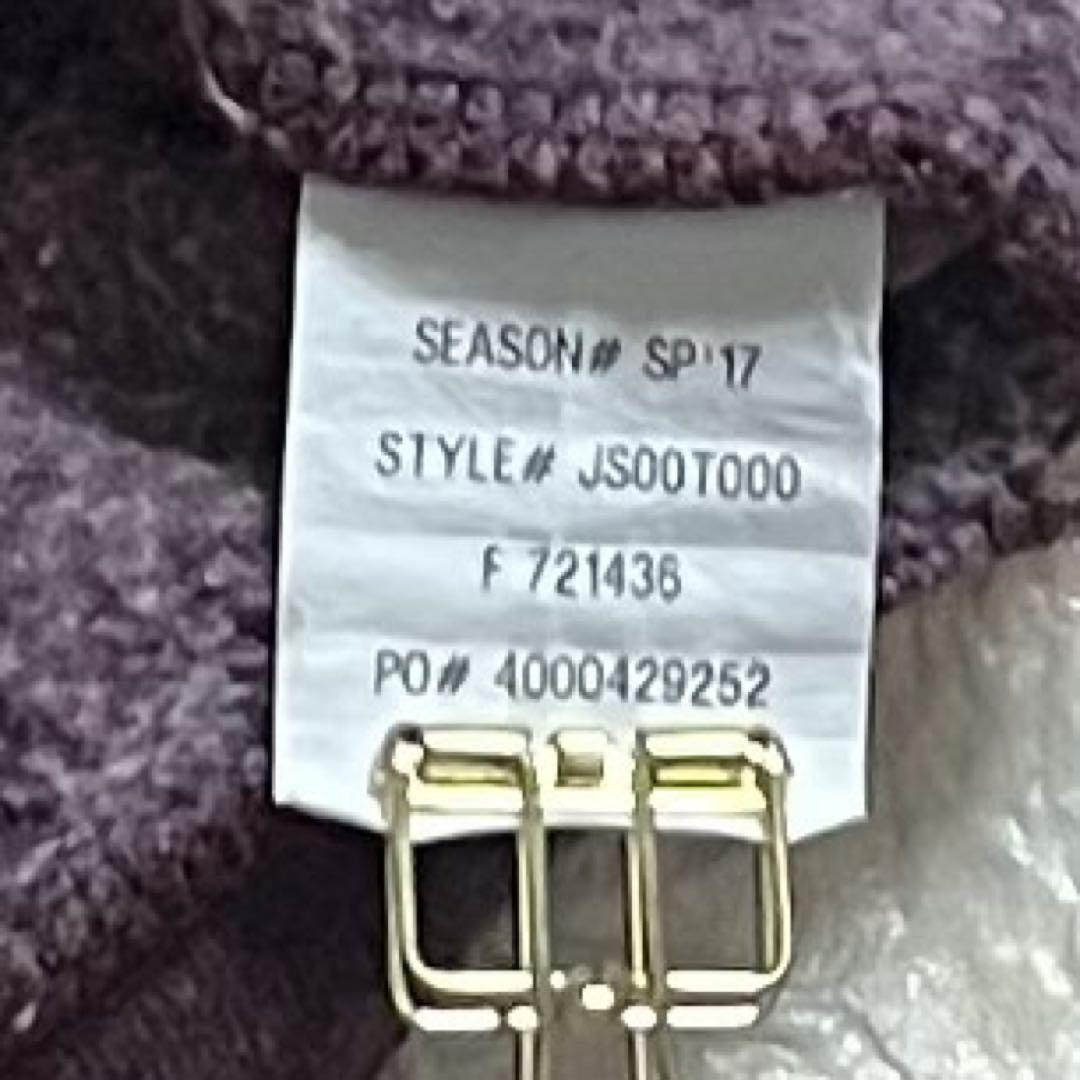 SEASON# SP'17
STYLE# JS00T000
F 721436
PO# 4000429252